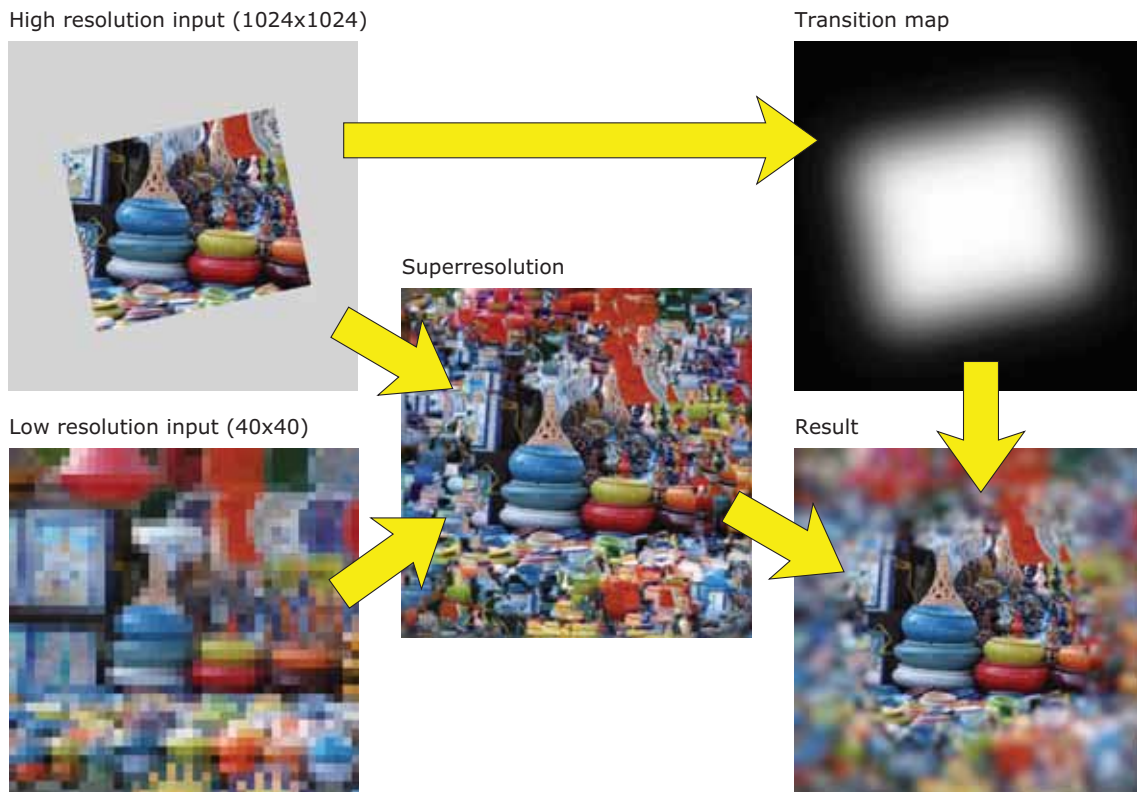 High resolution input (1024x1024)
Transition map
Superresolution
Low resolution input (40x40)
Result